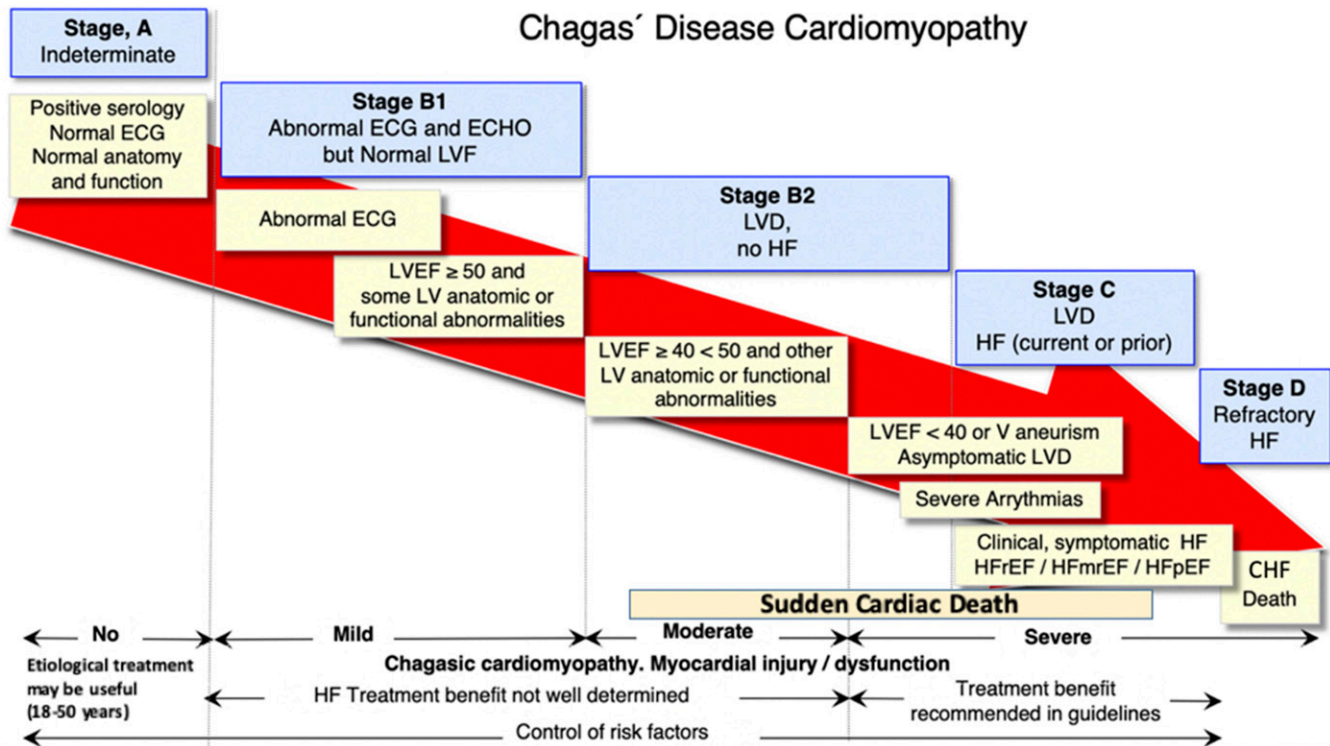 Chagas´ Disease Cardiomyopathy
Stage, A
Indeterminate
Positive serology
Normal ECG
Normal anatomy
and function
Stage B1
Abnormal ECG and ECHO
but Normal LVF
Abnormal ECG
LVEF ≥ 50 and
some LV anatomic or
functional abnormalities
Stage B2
LVD,
no HF
LVEF ≥ 40 < 50 and other
LV anatomic or functional
abnormalities
Stage C
LVD
HF (current or prior)
LVEF < 40 or V aneurism
Asymptomatic LVD
Severe Arrythmias
Clinical, symptomatic HF
HFrEF / HFmrEF / HFpEF
Stage D
Refractory
HF
CHF
Death
Sudden Cardiac Death
No
Mild
Moderate
Severe
Chagasic cardiomyopathy. Myocardial injury / dysfunction
Etiological treatment
may be useful
(18-50 years)
HF Treatment benefit not well determined
Treatment benefit
recommended in guidelines
Control of risk factors